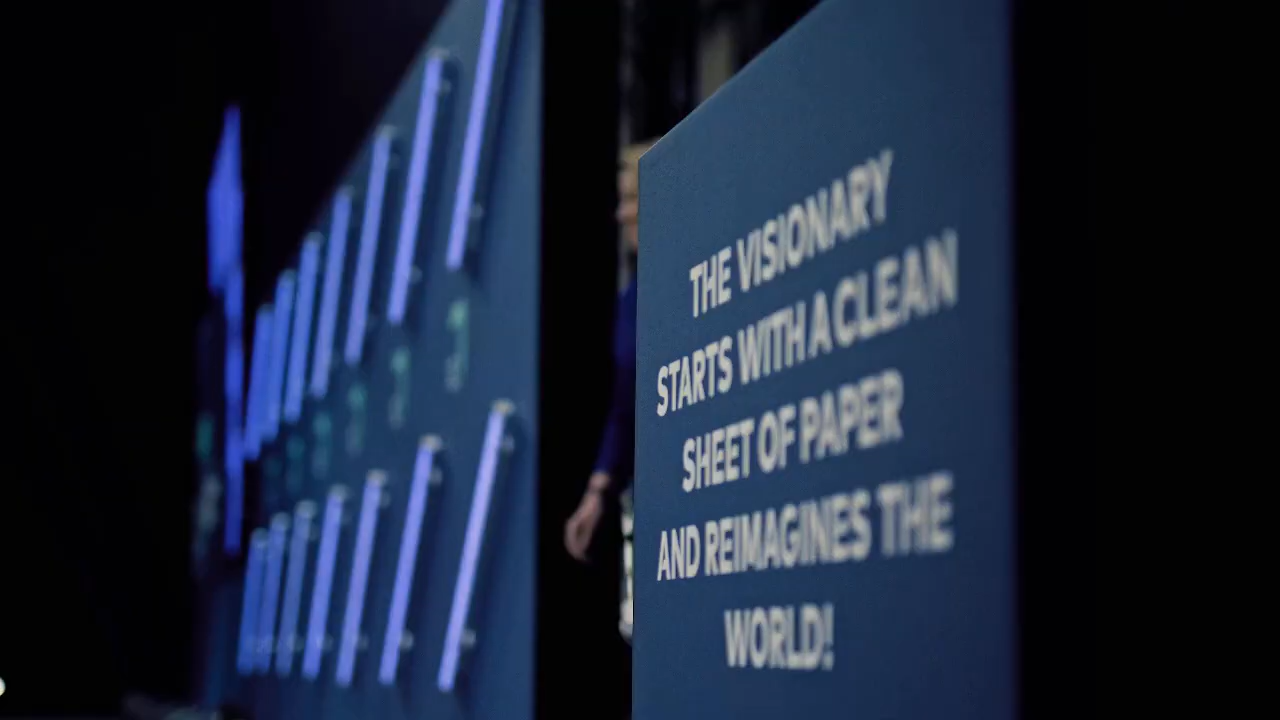 THE VISIONARY
STARTS WITH A CLEAN
SHEET OF PAPER
AND REIMAGINES THE
WORLD!